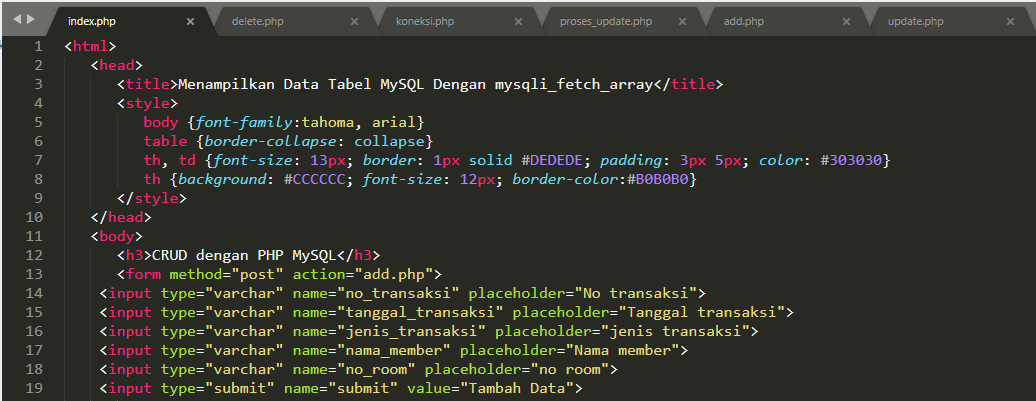 index.php × delete.php × koneksi.php × proses_update.php × add.php × update.php ×
1 <html>
2 <head>
3 <title>Menampilkan Data Tabel MySQL Dengan mysqli_fetch_array</title>
4 <style>
5 body {font-family:tahoma, arial}
6 table {border-collapse: collapse}
7 th, td {font-size: 13px; border: 1px solid #DEDEDE; padding: 3px 5px; color: #303030}
8 th {background: #CCCCCC; font-size: 12px; border-color:#B0B0B0}
9 </style>
10 </head>
11 <body>
12 <h3>CRUD dengan PHP MySQL</h3>
13 <form method="post" action="add.php">
14 <input type="varchar" name="no_transaksi" placeholder="No transaksi">
15 <input type="varchar" name="tanggal_transaksi" placeholder="Tanggal transaksi">
16 <input type="varchar" name="jenis_transaksi" placeholder="jenis transaksi">
17 <input type="varchar" name="nama_member" placeholder="Nama member">
18 <input type="varchar" name="no_room" placeholder="no room">
19 <input type="submit" name="submit" value="Tambah Data">